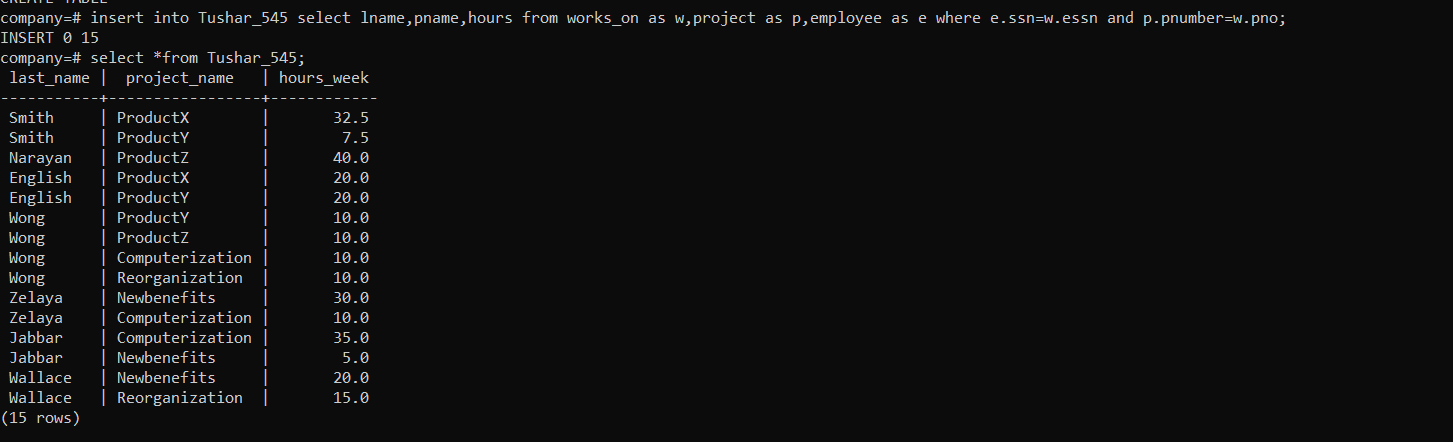 CREATE TABLE
company=# insert into Tushar_545 select lname,pname,hours from works_on as w,project as p,employee as e where e.ssn=w.essn and p.pnumber=w.pno;
INSERT 0 15
company=# select *from Tushar_545;
 last_name |  project_name   | hours_week
-----------+-----------------+------------
 Smith     | ProductX        |       32.5
 Smith     | ProductY        |        7.5
 Narayan   | ProductZ        |       40.0
 English   | ProductX        |       20.0
 English   | ProductY        |       20.0
 Wong      | ProductY        |       10.0
 Wong      | ProductZ        |       10.0
 Wong      | Computerization |       10.0
 Wong      | Reorganization  |       10.0
 Zelaya    | Newbenefits     |       30.0
 Zelaya    | Computerization |       10.0
 Jabbar    | Computerization |       35.0
 Jabbar    | Newbenefits     |        5.0
 Wallace   | Newbenefits     |       20.0
 Wallace   | Reorganization  |       15.0
(15 rows)